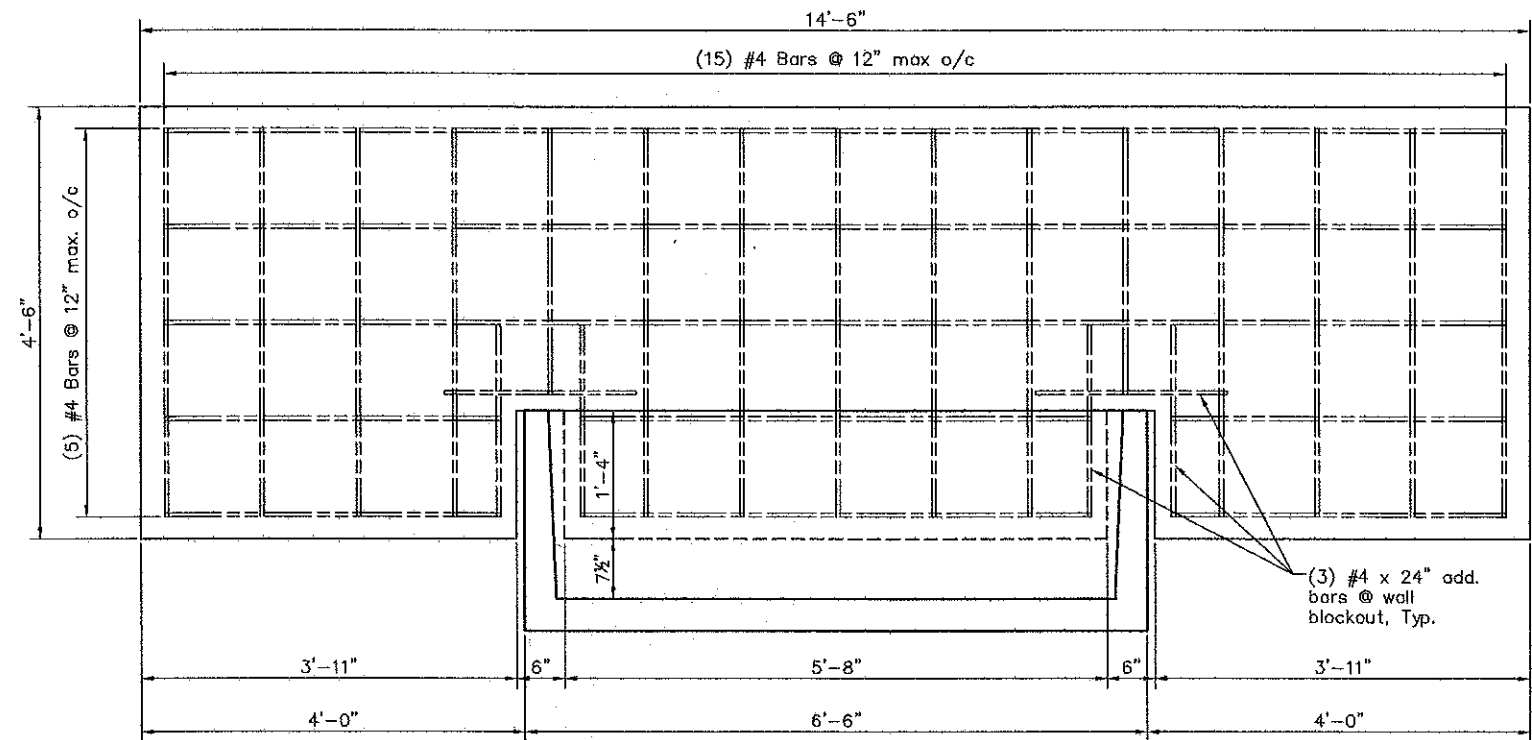 14'-6"
(15) #4 Bars @ 12" max o/c
4'-6"
(5) #4 Bars @ 12" max. o/c
1'-4"
7½"
(3) #4 x 24" add.
bars @ wall
blockout, Typ.
3'-11"
6"
5'-8"
6"
3'-11"
4'-0"
6'-6"
4'-0"